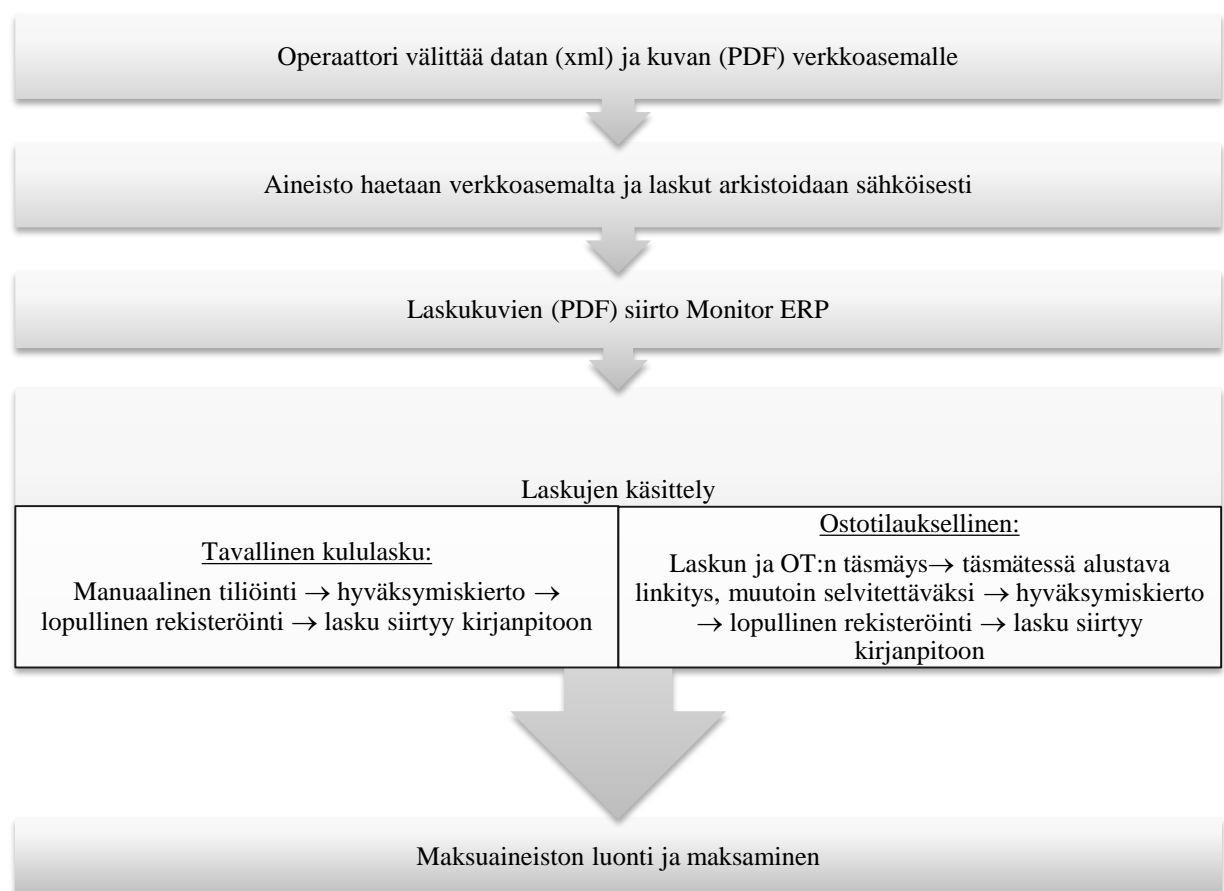 Operaattori välittää datan (xml) ja kuvan (PDF) verkkoasemalle
Aineisto haetaan verkkoasemalta ja laskut arkistoidaan sähköisesti
Laskukuvien (PDF) siirto Monitor ERP
Laskujen käsittely
Tavallinen kululasku:
Manuaalinen tiliöinti → hyväksymiskierto →
lopullinen rekisteröinti → lasku siirtyy kirjanpitoon
Ostotilauksellinen:
Laskun ja OT:n täsmäys→ täsmätessä alustava
linkitys, muutoin selvitettäväksi → hyväksymiskierto
→ lopullinen rekisteröinti → lasku siirtyy
kirjanpitoon
Maksuaineiston luonti ja maksaminen